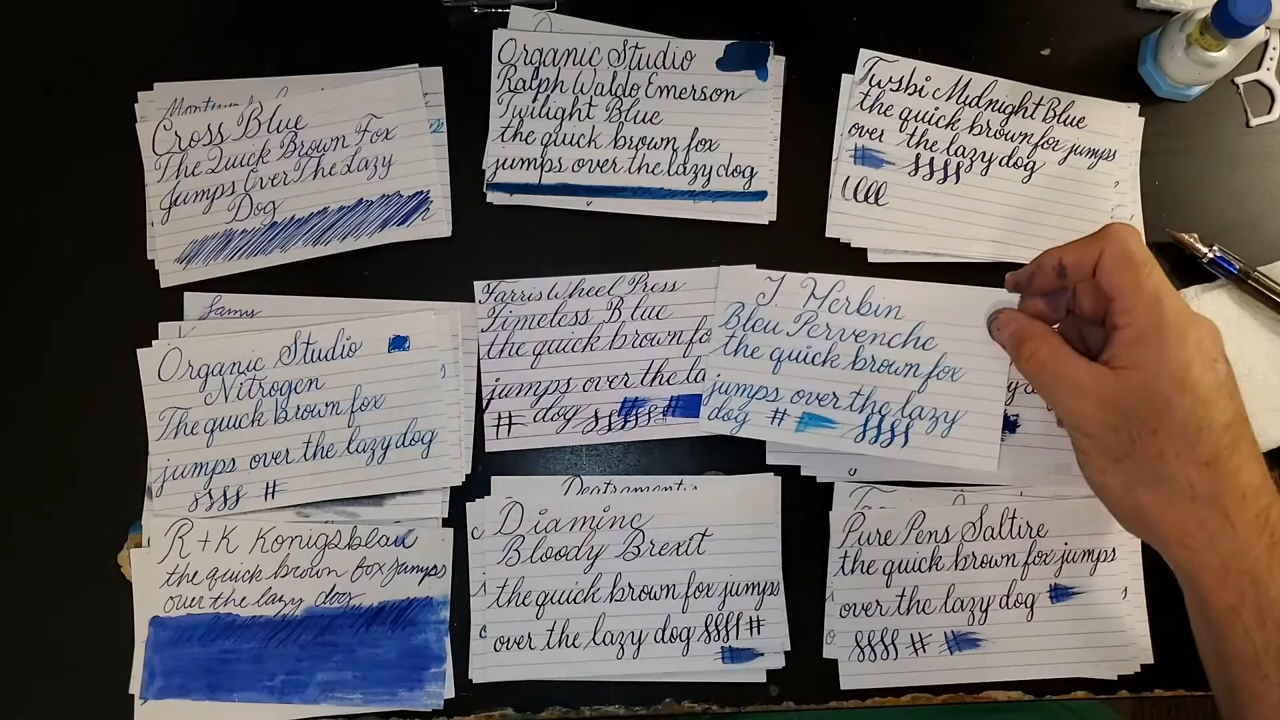 Cross Blue
The Quick Brown Fox
Jumps Over The Lazy
Dog
Organic Studio
Ralph Waldo Emerson
Twilight Blue
the quick brown fox
jumps over the lazy dog
Twsbi Midnight Blue
the quick brown fox jumps
over the lazy dog
Lamy
Organic Studio
Nitrogen
The quick brown fox
jumps over the lazy dog
#
Farris Wheel Press
Timeless Blue
the quick brown fo
jumps over the la
# dog
J. Herbin
Bleu Pervenche
the quick brown fox
jumps over the lazy
dog #
R+K Konigsblau
the quick brown fox jumps
over the lazy dog
Diamine
Bloody Brexit
the quick brown fox jumps
over the lazy dog #
Pure Pens Saltire
the quick brown fox jumps
over the lazy dog
#